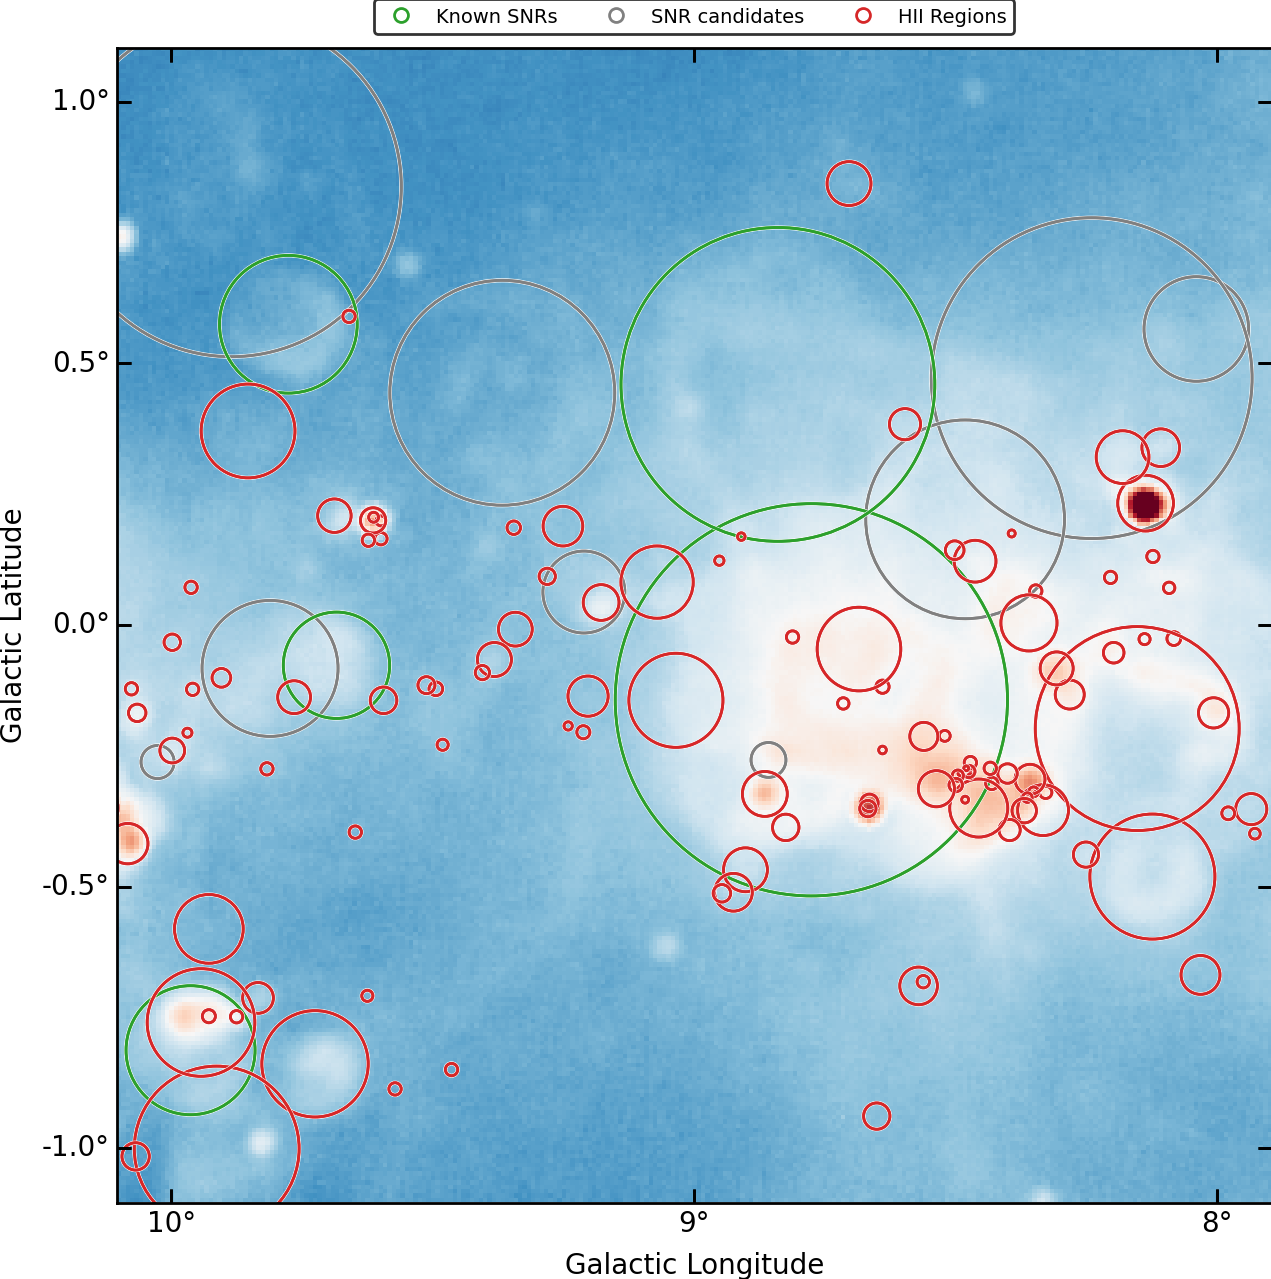 Known SNRs SNR candidates HII Regions
1.0°
0.5°
0.0°
-0.5°
-1.0°
Galactic Latitude
10° 9° 8°
Galactic Longitude